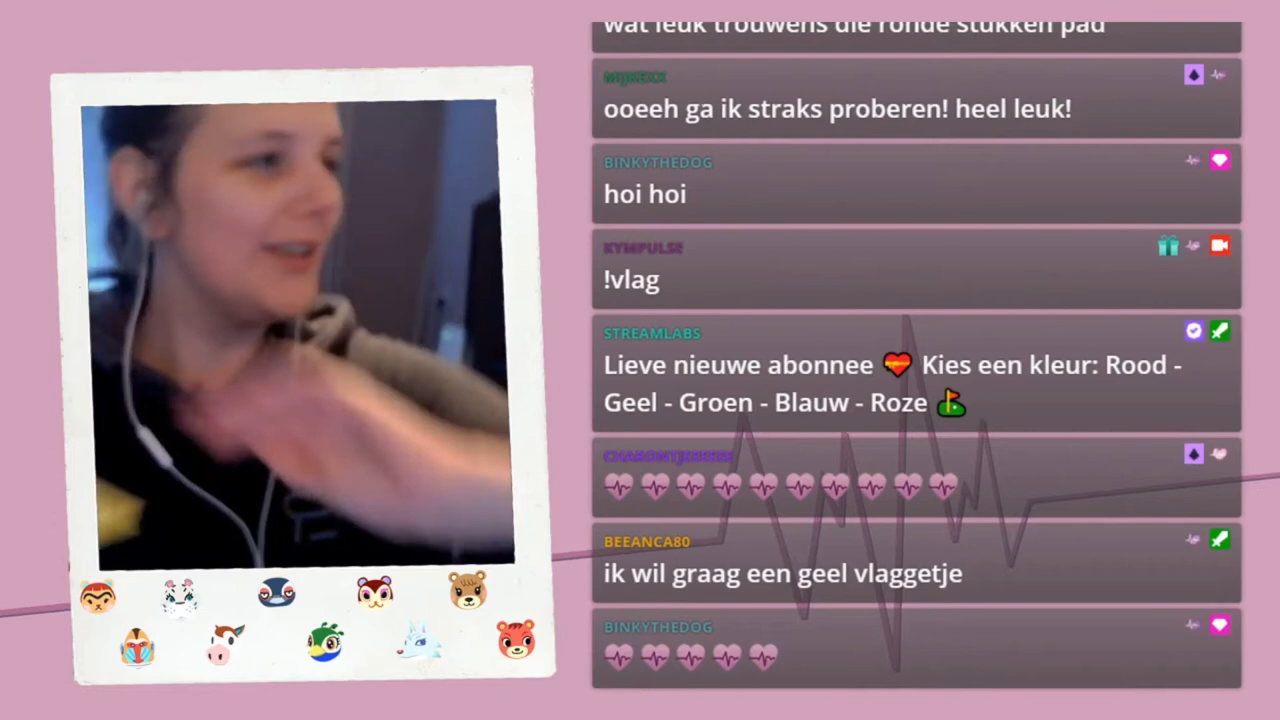 wat leuk trouwens die ronde stukken pad
MIJKEXX
ooeeh ga ik straks proberen! heel leuk!
BINKYTHEDOG
hoi hoi
KYMPULSE
!vlag
STREAMLABS
Lieve nieuwe abonnee Kies een kleur: Rood -
Geel - Groen - Blauw - Roze
BEEANCA80
ik wil graag een geel vlaggetje
BINKYTHEDOG